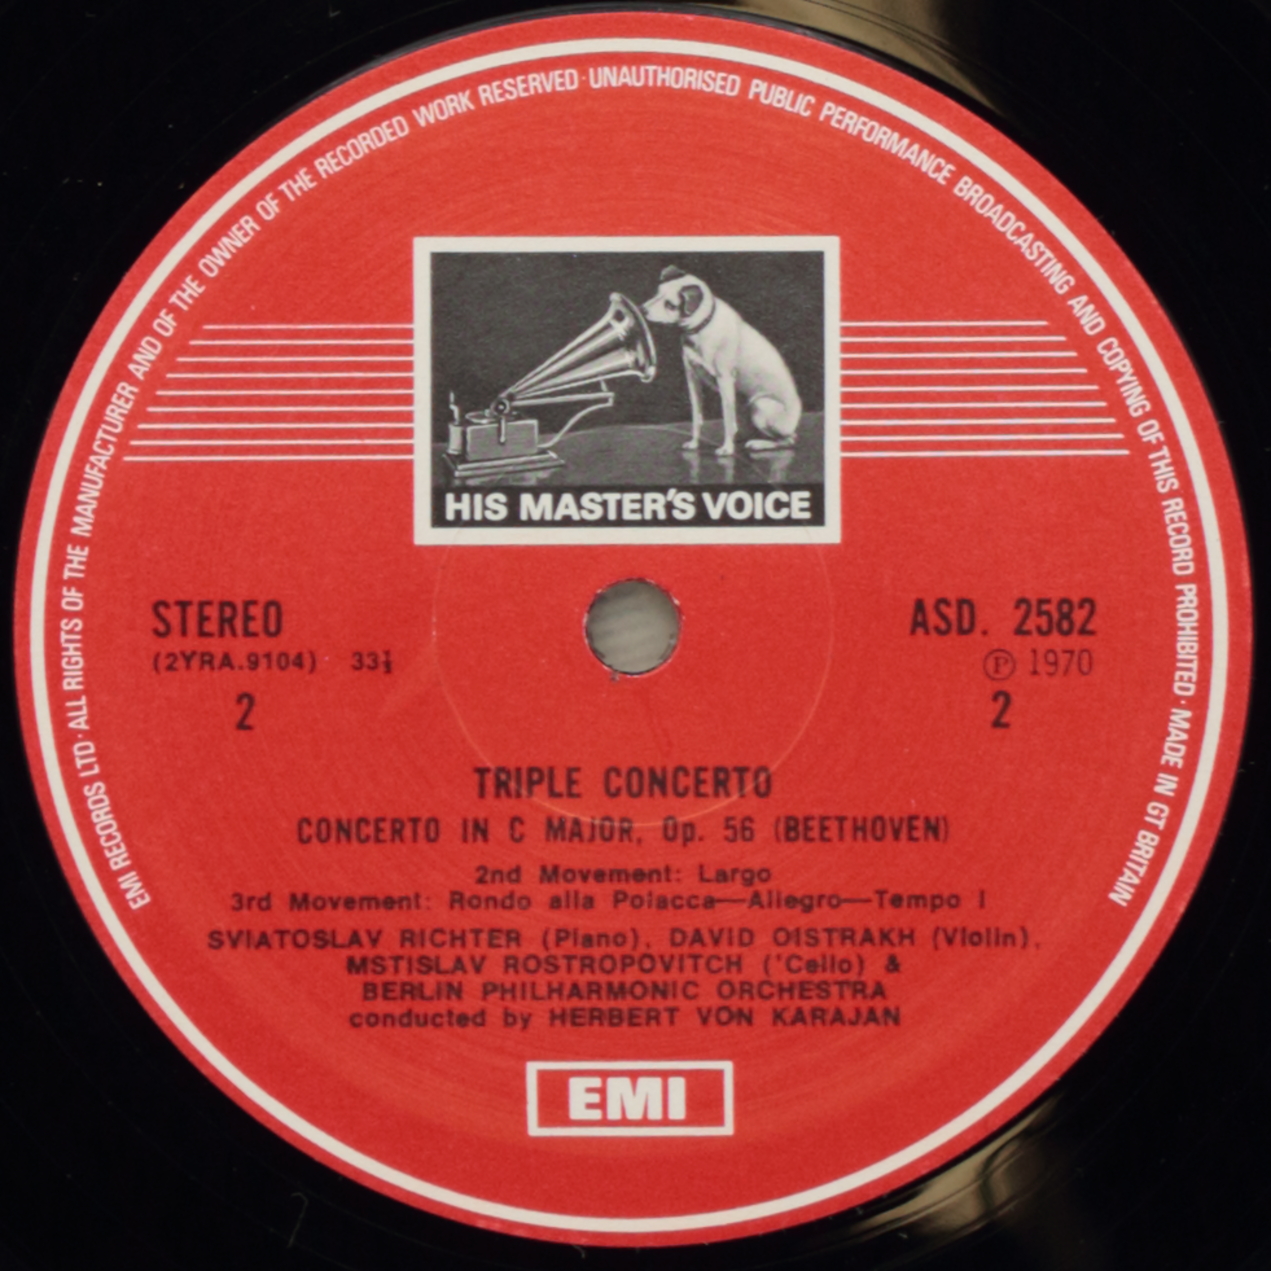 EMI RECORDS LTD · ALL RIGHTS OF THE MANUFACTURER AND OF THE OWNER OF THE RECORDED WORK RESERVED · UNAUTHORISED PUBLIC PERFORMANCE BROADCASTING AND COPYING OF THIS RECORD PROHIBITED · MADE IN GT BRITAIN
HIS MASTER'S VOICE
STEREO ASD. 2582
(2YRA.9104) 33⅓ Ⓟ 1970
2 2
TRIPLE CONCERTO
CONCERTO IN C MAJOR, Op. 56 (BEETHOVEN)
2nd Movement: Largo
3rd Movement: Rondo alla Polacca—Allegro—Tempo I
SVIATOSLAV RICHTER (Piano), DAVID OISTRAKH (Violin),
MSTISLAV ROSTROPOVITCH ('Cello) &
BERLIN PHILHARMONIC ORCHESTRA
conducted by HERBERT VON KARAJAN
EMI